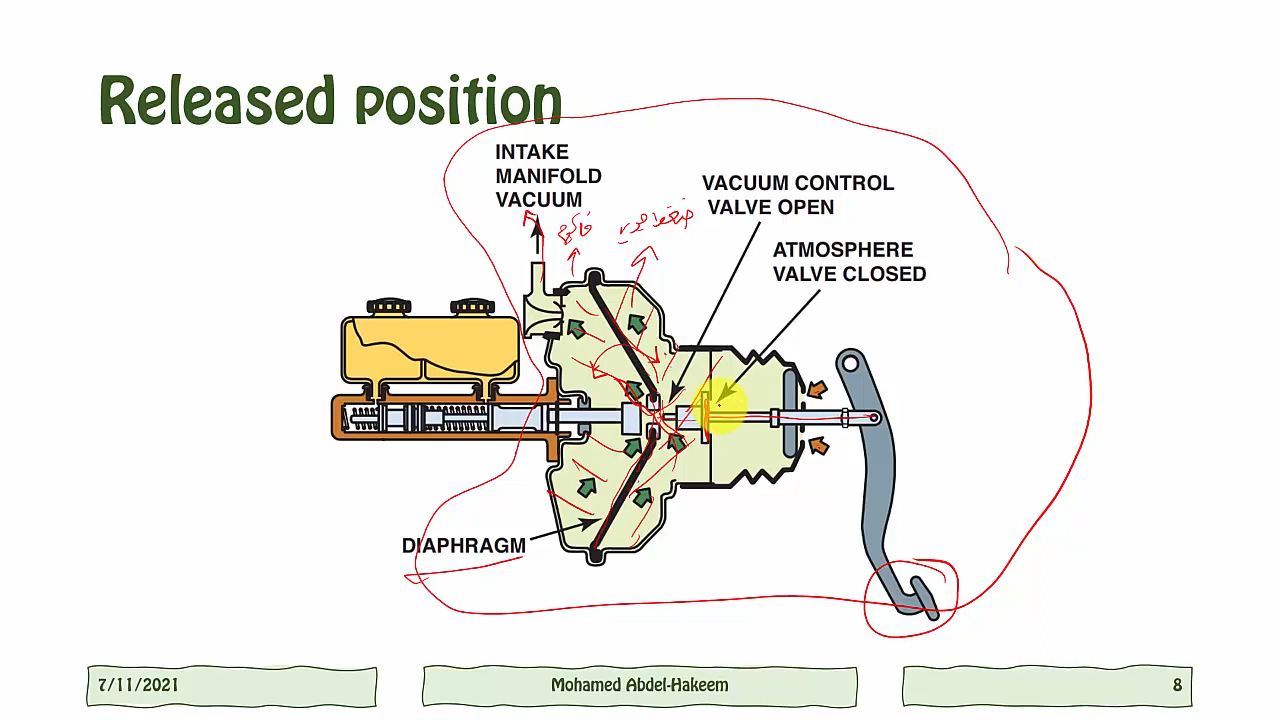 Released position
INTAKE
MANIFOLD
VACUUM
VACUUM CONTROL
VALVE OPEN
ATMOSPHERE
VALVE CLOSED
DIAPHRAGM
7/11/2021
Mohamed Abdel-Hakeem
8